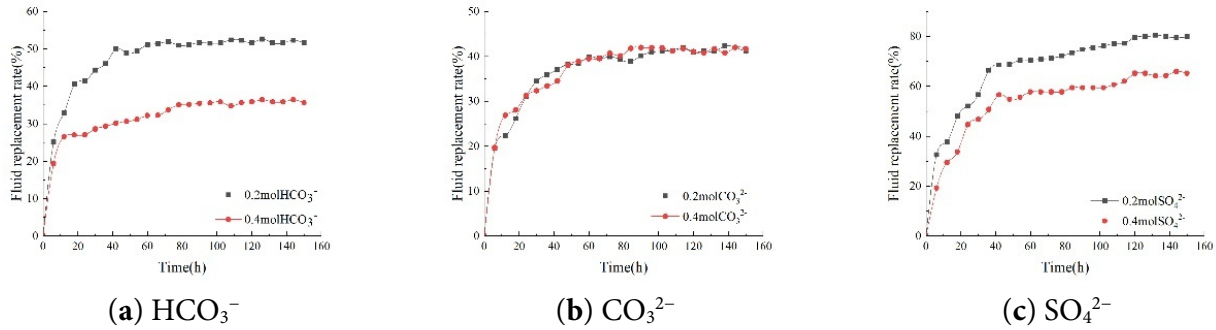 60
50
40
30
20
10
0
Fluid replacement rate(%)
0 20 40 60 80 100 120 140 160
Time(h)
0.2molHCO₃⁻
0.4molHCO₃⁻
(a) HCO₃⁻
50
40
30
20
10
0
Fluid replacement rate(%)
0 20 40 60 80 100 120 140 160
Time(h)
0.2molCO₃²⁻
0.4molCO₃²⁻
(b) CO₃²⁻
80
60
40
20
0
Fluid replacement rate(%)
0 20 40 60 80 100 120 140 160
Time(h)
0.2molSO₄²⁻
0.4molSO₄²⁻
(c) SO₄²⁻